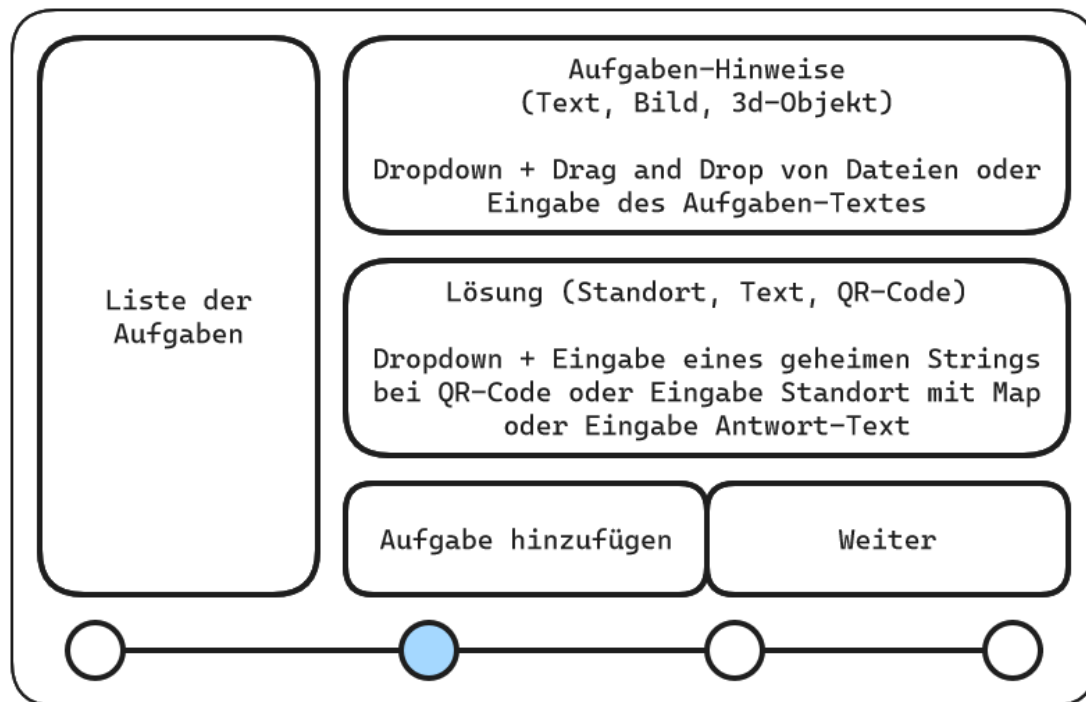 Liste der
Aufgaben
Aufgaben-Hinweise
(Text, Bild, 3d-Objekt)
Dropdown + Drag and Drop von Dateien oder
Eingabe des Aufgaben-Textes
Lösung (Standort, Text, QR-Code)
Dropdown + Eingabe eines geheimen Strings
bei QR-Code oder Eingabe Standort mit Map
oder Eingabe Antwort-Text
Aufgabe hinzufügen
Weiter